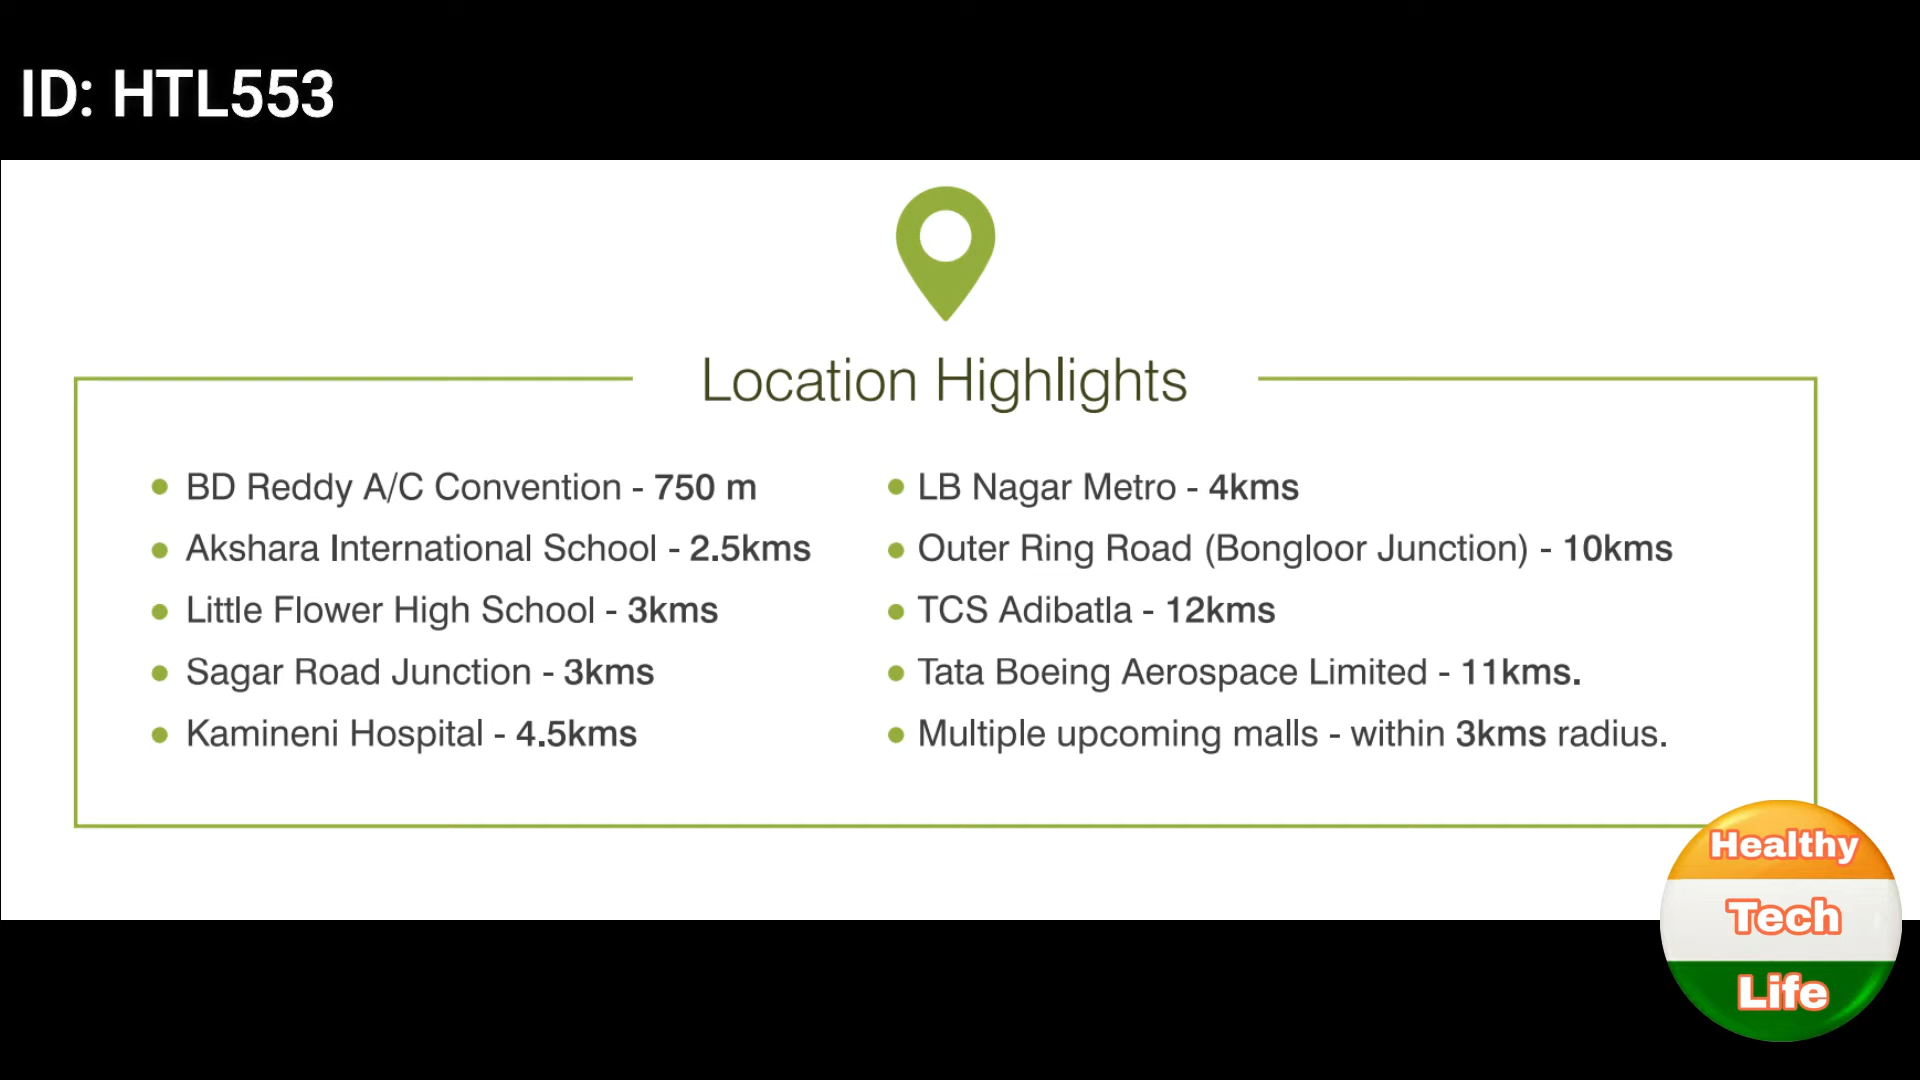 ID: HTL553
Location Highlights
BD Reddy A/C Convention - 750 m
Akshara International School - 2.5kms
Little Flower High School - 3kms
Sagar Road Junction - 3kms
Kamineni Hospital - 4.5kms
LB Nagar Metro - 4kms
Outer Ring Road (Bongloor Junction) - 10kms
TCS Adibatla - 12kms
Tata Boeing Aerospace Limited - 11kms.
Multiple upcoming malls - within 3kms radius.
Healthy
Tech
Life